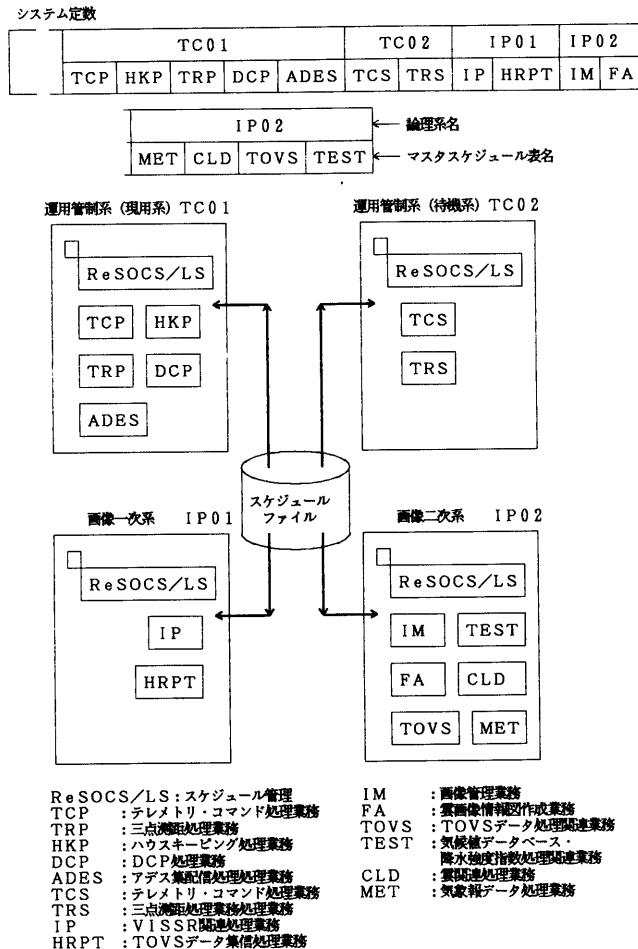 システム定数
TC01 TC02 IP01 IP02
TCP HKP TRP DCP ADES TCS TRS IP HRPT IM FA
IP02 ← 論理系名
MET CLD TOVS TEST ← マスタスケジュール表名
運用管制系（現用系）TC01
運用管制系（待機系）TC02
ReSOCS/LS
TCP HKP
TRP DCP
ADES
ReSOCS/LS
TCS
TRS
スケジュール
ファイル
画像一次系 IP01
画像二次系 IP02
ReSOCS/LS
IP
HRPT
ReSOCS/LS
IM TEST
FA CLD
TOVS MET
ReSOCS/LS：スケジュール管理
TCP ：テレメトリ・コマンド処理業務
TRP ：三点測距処理業務
HKP ：ハウスキーピング処理業務
DCP ：DCP処理業務
ADES ：アデス集配信処理処理業務
TCS ：テレメトリ・コマンド処理業務
TRS ：三点測距処理業務処理業務
IP ：VISSR関連処理業務
HRPT ：TOVSデータ集信処理業務
IM ：画像管理業務
FA ：雲画像情報図作成業務
TOVS ：TOVSデータ処理関連業務
TEST ：気候値データベース・
降水強度指数処理関連業務
CLD ：雲関連処理業務
MET ：気象報データ処理業務